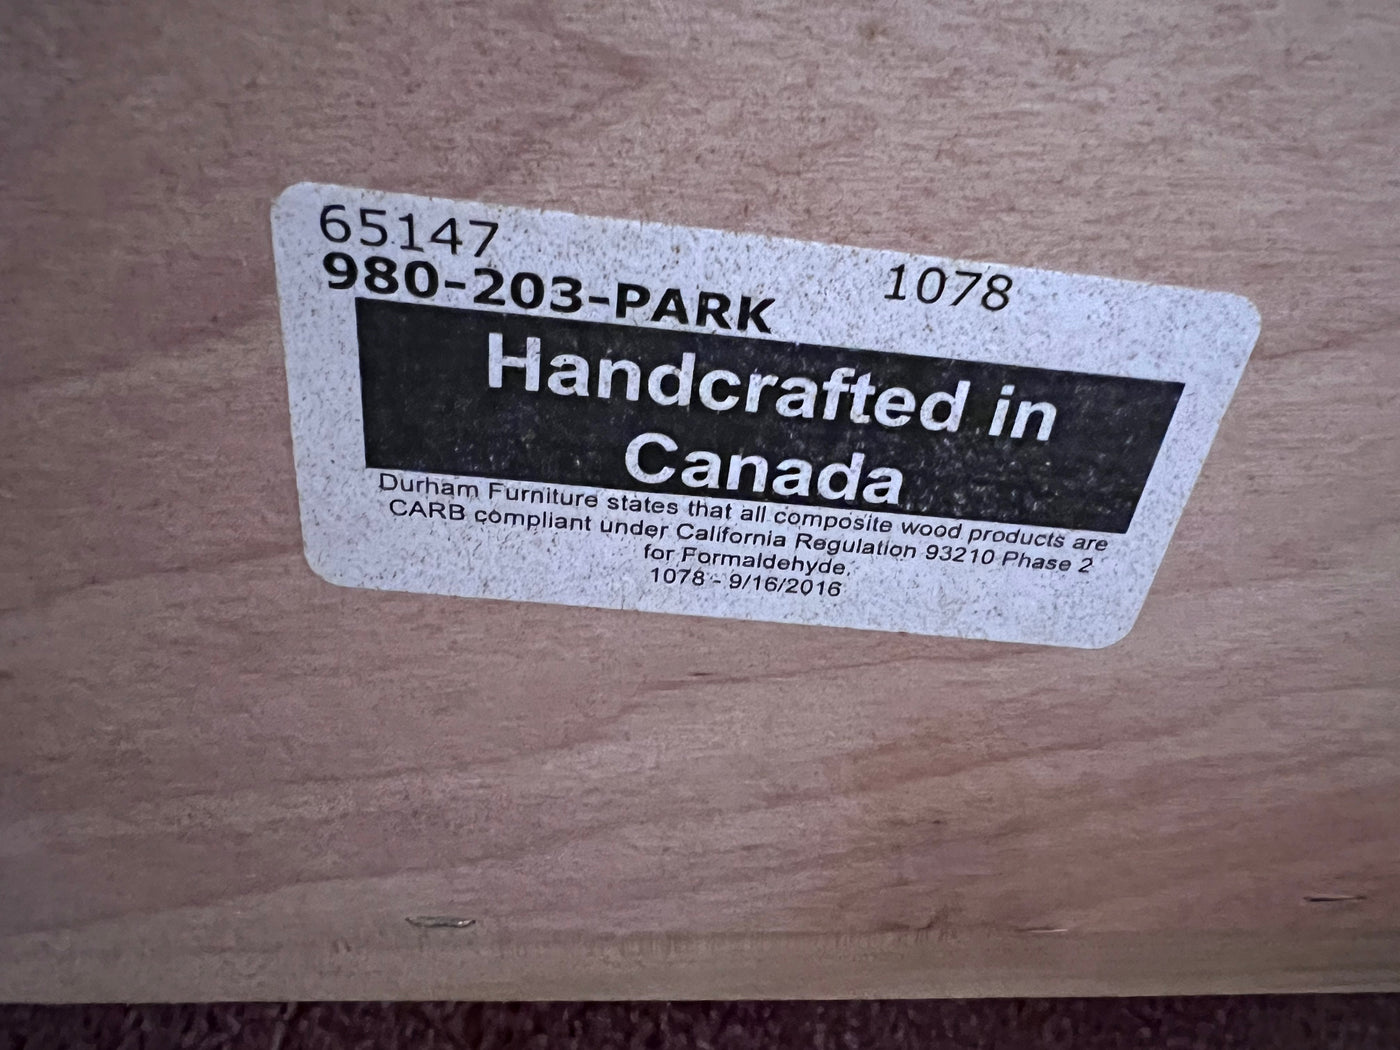 65147
980-203-PARK 1078
Handcrafted in
Canada
Durham Furniture states that all composite wood products are
CARB compliant under California Regulation 93210 Phase 2
for Formaldehyde.
1078 - 9/16/2016